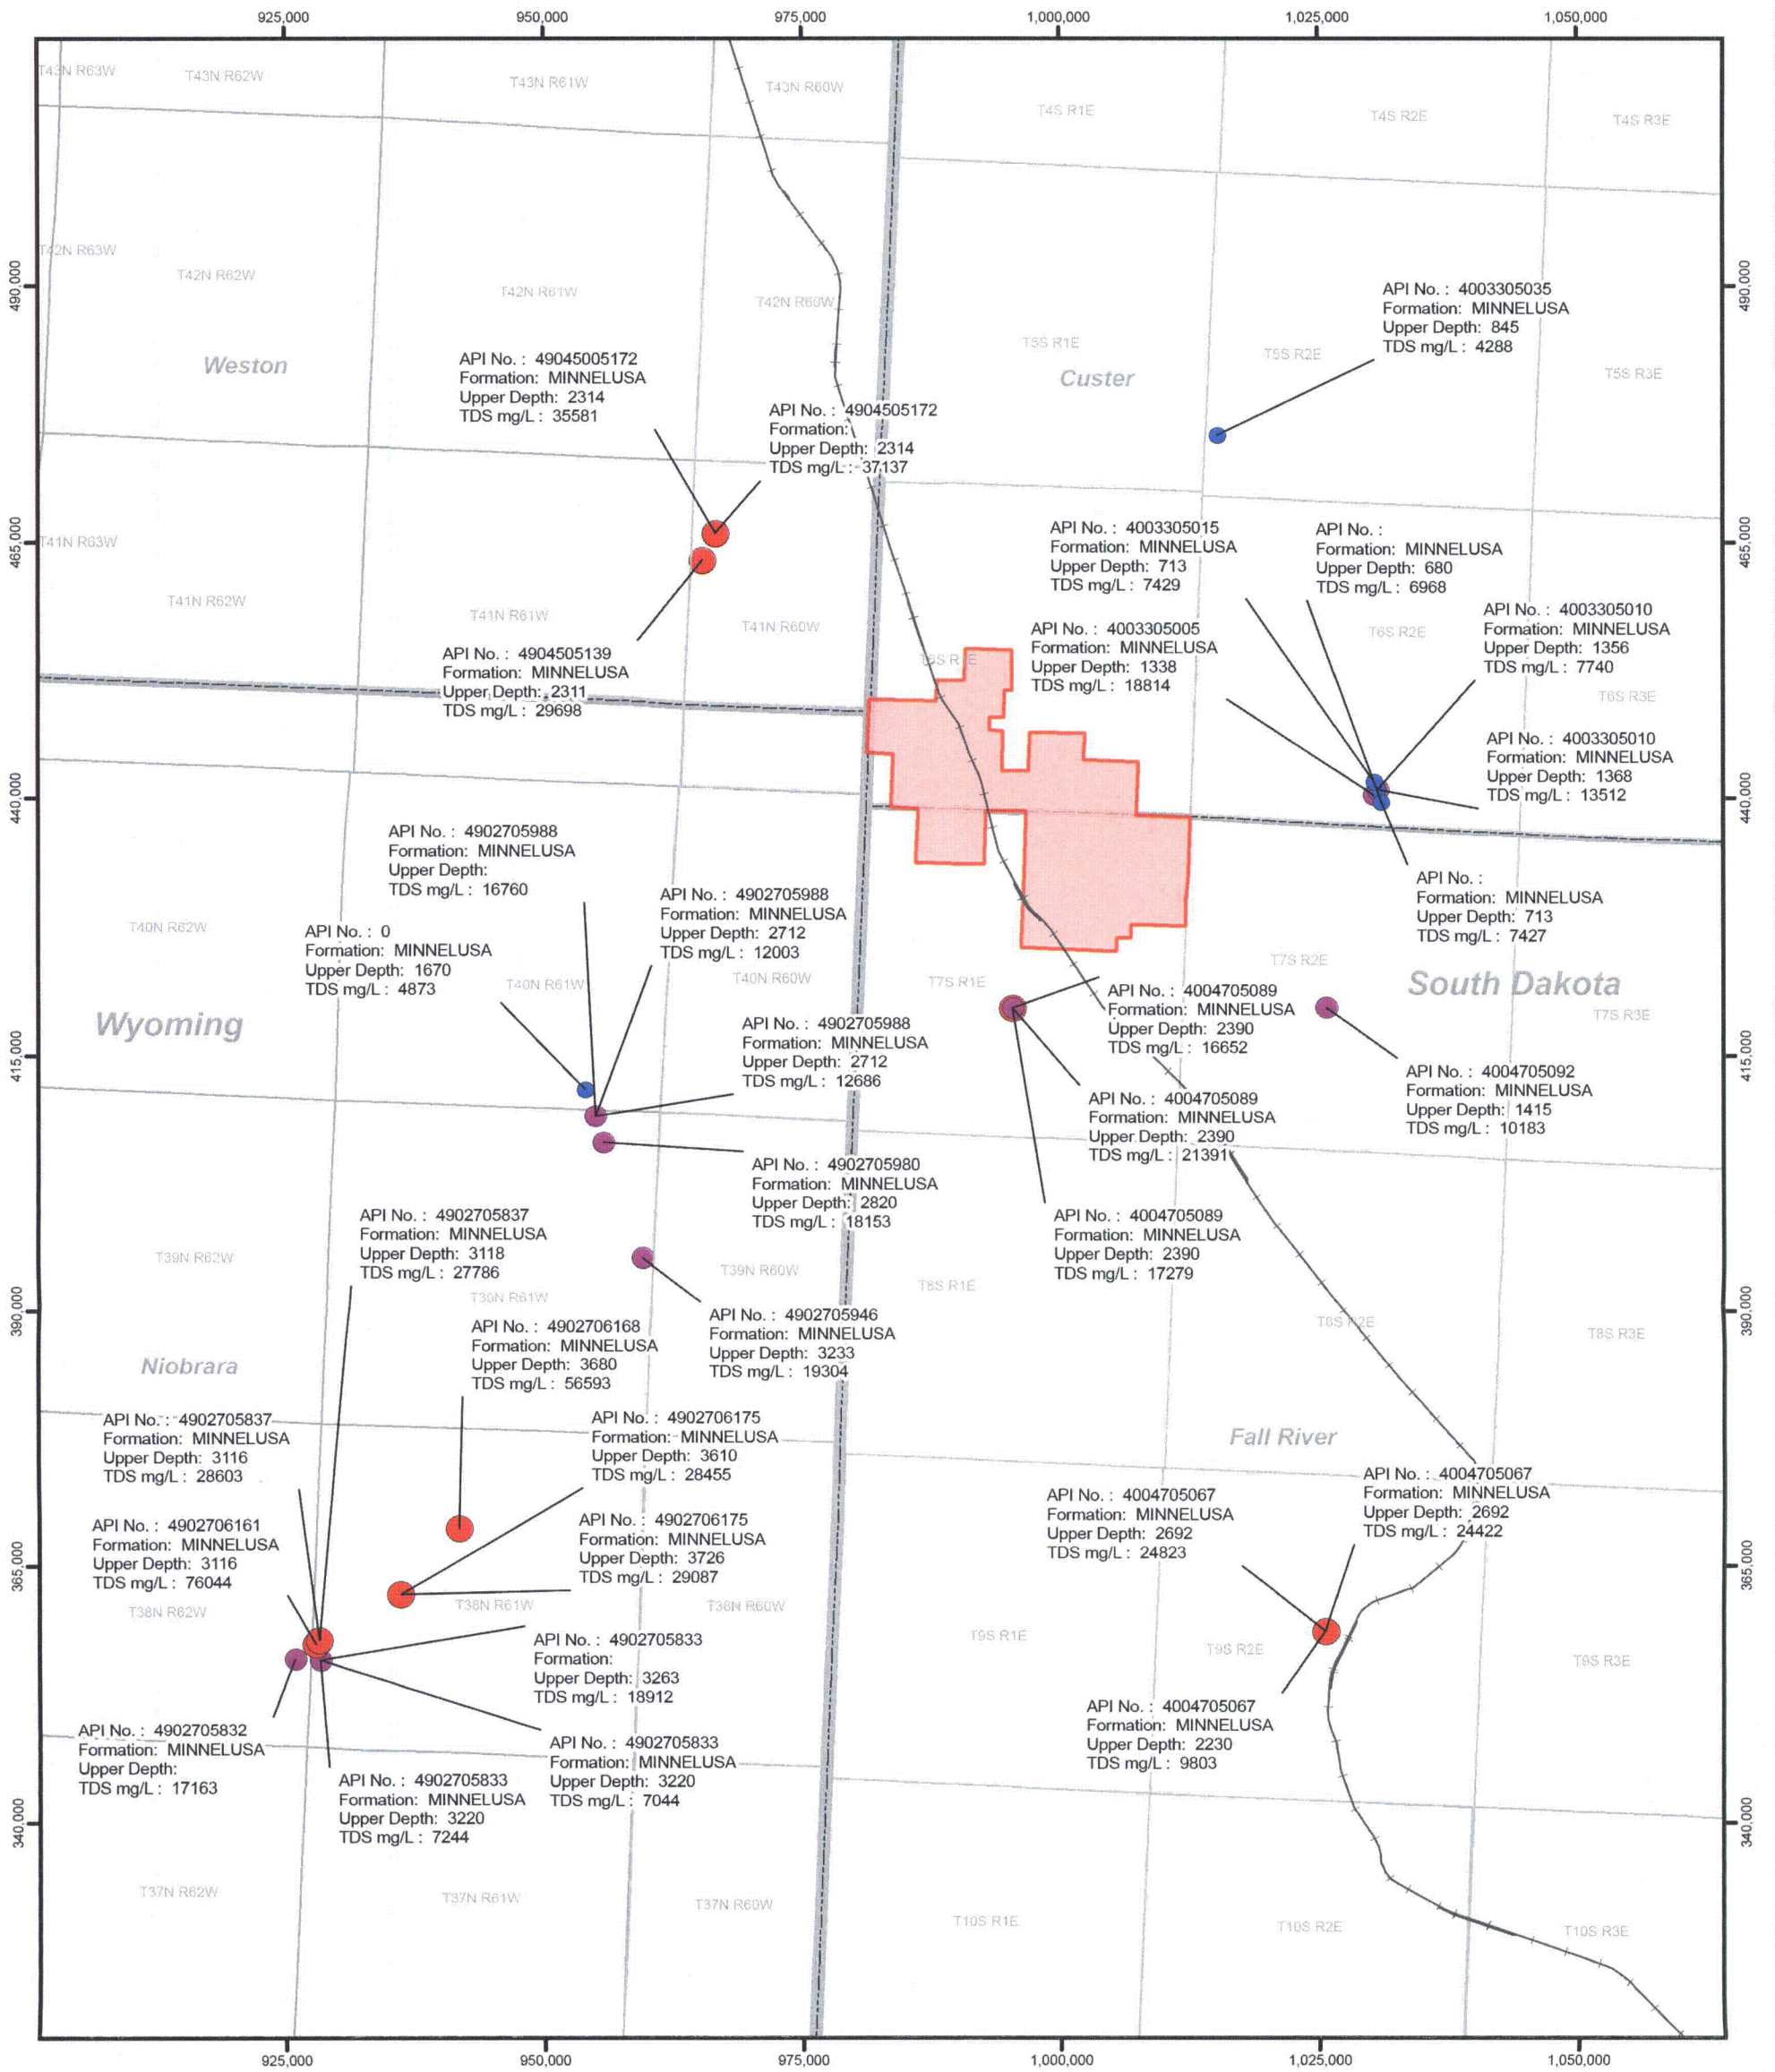 925,000
950,000
975,000
1,000,000
1,025,000
1,050,000
T43N R63W
T43N R62W
T43N R61W
T43N R60W
T4S R1E
T4S R2E
T4S R3E
T42N R63W
T42N R62W
T42N R61W
T42N R60W
T5S R1E
T5S R2E
T5S R3E
490,000
490,000
Weston
Custer
API No. : 4003305035
Formation: MINNELUSA
Upper Depth: 845
TDS mg/L : 4288
API No. : 49045005172
Formation: MINNELUSA
Upper Depth: 2314
TDS mg/L : 35581
API No. : 4904505172
Formation:
Upper Depth: 2314
TDS mg/L : 37137
465,000
465,000
T41N R63W
T41N R62W
T41N R61W
T41N R60W
T6S R1E
T6S R2E
T6S R3E
API No. : 4904505139
Formation: MINNELUSA
Upper Depth: 2311
TDS mg/L : 29698
API No. : 4003305015
Formation: MINNELUSA
Upper Depth: 713
TDS mg/L : 7429
API No. :
Formation: MINNELUSA
Upper Depth: 680
TDS mg/L : 6968
API No. : 4003305005
Formation: MINNELUSA
Upper Depth: 1338
TDS mg/L : 18814
API No. : 4003305010
Formation: MINNELUSA
Upper Depth: 1356
TDS mg/L : 7740
API No. : 4003305010
Formation: MINNELUSA
Upper Depth: 1368
TDS mg/L : 13512
440,000
440,000
API No. :
Formation: MINNELUSA
Upper Depth: 713
TDS mg/L : 7427
API No. : 4902705988
Formation: MINNELUSA
Upper Depth:
TDS mg/L : 16760
API No. : 4902705988
Formation: MINNELUSA
Upper Depth: 2712
TDS mg/L : 12003
API No. : 0
Formation: MINNELUSA
Upper Depth: 1670
TDS mg/L : 4873
T40N R62W
T40N R61W
T40N R60W
T7S R1E
T7S R2E
T7S R3E
Wyoming
South Dakota
API No. : 4902705988
Formation: MINNELUSA
Upper Depth: 2712
TDS mg/L : 12686
API No. : 4004705089
Formation: MINNELUSA
Upper Depth: 2390
TDS mg/L : 16652
API No. : 4004705092
Formation: MINNELUSA
Upper Depth: 1415
TDS mg/L : 10183
415,000
415,000
API No. : 4004705089
Formation: MINNELUSA
Upper Depth: 2390
TDS mg/L : 21391
API No. : 4902705980
Formation: MINNELUSA
Upper Depth: 2820
TDS mg/L : 18153
API No. : 4004705089
Formation: MINNELUSA
Upper Depth: 2390
TDS mg/L : 17279
API No. : 4902705837
Formation: MINNELUSA
Upper Depth: 3118
TDS mg/L : 27786
T39N R62W
T39N R61W
T39N R60W
T8S R1E
T8S R2E
T8S R3E
390,000
390,000
API No. : 4902705946
Formation: MINNELUSA
Upper Depth: 3233
TDS mg/L : 19304
API No. : 4902706168
Formation: MINNELUSA
Upper Depth: 3680
TDS mg/L : 56593
Niobrara
Fall River
API No. : 4902705837
Formation: MINNELUSA
Upper Depth: 3116
TDS mg/L : 28603
API No. : 4902706175
Formation: MINNELUSA
Upper Depth: 3610
TDS mg/L : 28455
API No. : 4004705067
Formation: MINNELUSA
Upper Depth: 2692
TDS mg/L : 24823
API No. : 4004705067
Formation: MINNELUSA
Upper Depth: 2692
TDS mg/L : 24422
API No. : 4902706161
Formation: MINNELUSA
Upper Depth: 3116
TDS mg/L : 76044
API No. : 4902706175
Formation: MINNELUSA
Upper Depth: 3726
TDS mg/L : 29087
365,000
365,000
T38N R62W
T38N R61W
T38N R60W
T9S R1E
T9S R2E
T9S R3E
API No. : 4902705833
Formation:
Upper Depth: 3263
TDS mg/L : 18912
API No. : 4902705832
Formation: MINNELUSA
Upper Depth:
TDS mg/L : 17163
API No. : 4902705833
Formation: MINNELUSA
Upper Depth: 3220
TDS mg/L : 7044
API No. : 4004705067
Formation: MINNELUSA
Upper Depth: 2230
TDS mg/L : 9803
API No. : 4902705833
Formation: MINNELUSA
Upper Depth: 3220
TDS mg/L : 7244
340,000
340,000
T37N R62W
T37N R61W
T37N R60W
T10S R1E
T10S R2E
T10S R3E
925,000
950,000
975,000
1,000,000
1,025,000
1,050,000